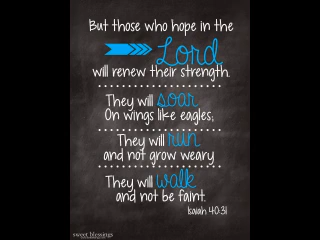 But those who hope in the
Lord
will renew their strength.
They will soar
On wings like eagles;
They will run
and not grow weary
They will walk
and not be faint.
Isaiah 40:31
sweet blessings